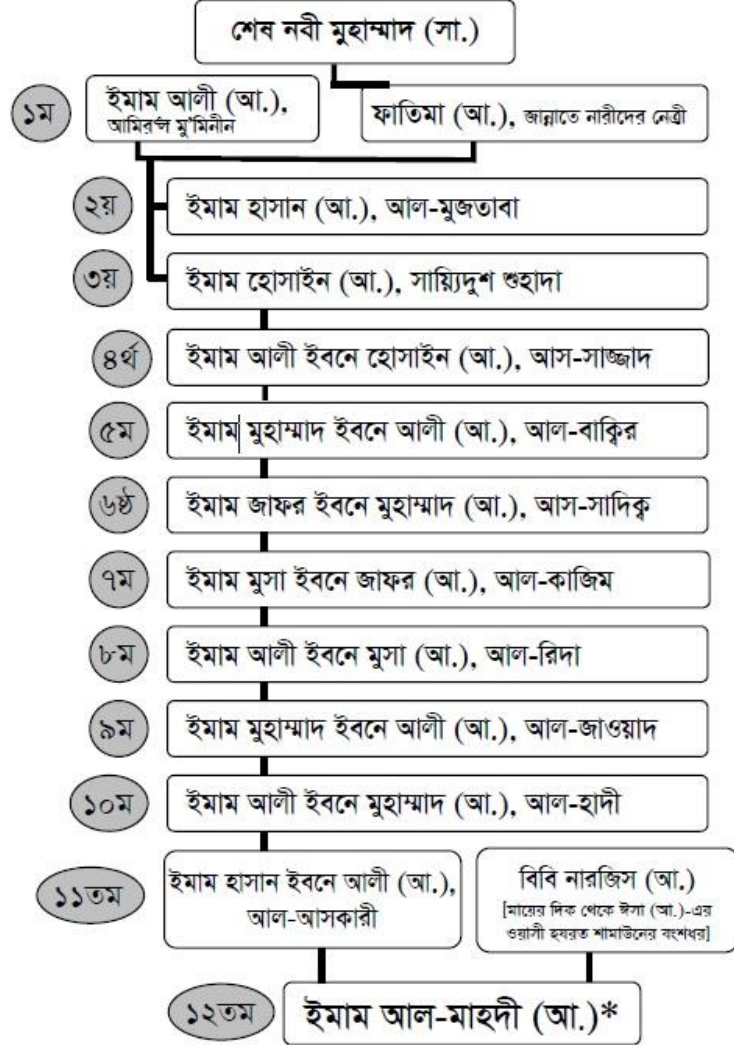 শেষ নবী মুহাম্মাদ (সা.)
১ম
ইমাম আলী (আ.),
আমিরুল মু'মিনীন
ফাতিমা (আ.), জান্নাতে নারীদের নেত্রী
২য়
ইমাম হাসান (আ.), আল-মুজতাবা
৩য়
ইমাম হোসাইন (আ.), সায়্যিদুশ শুহাদা
৪র্থ
ইমাম আলী ইবনে হোসাইন (আ.), আস-সাজ্জাদ
৫ম
ইমাম মুহাম্মাদ ইবনে আলী (আ.), আল-বাক্বির
৬ষ্ঠ
ইমাম জাফর ইবনে মুহাম্মাদ (আ.), আস-সাদিক্ব
৭ম
ইমাম মুসা ইবনে জাফর (আ.), আল-কাজিম
৮ম
ইমাম আলী ইবনে মুসা (আ.), আল-রিদা
৯ম
ইমাম মুহাম্মাদ ইবনে আলী (আ.), আল-জাওয়াদ
১০ম
ইমাম আলী ইবনে মুহাম্মাদ (আ.), আল-হাদী
১১তম
ইমাম হাসান ইবনে আলী (আ.),
আল-আসকারী
বিবি নারজিস (আ.)
[মায়ের দিক থেকে ঈসা (আ.)-এর
ওয়াসী হযরত শামাউনের বংশধর]
১২তম
ইমাম আল-মাহদী (আ.)*